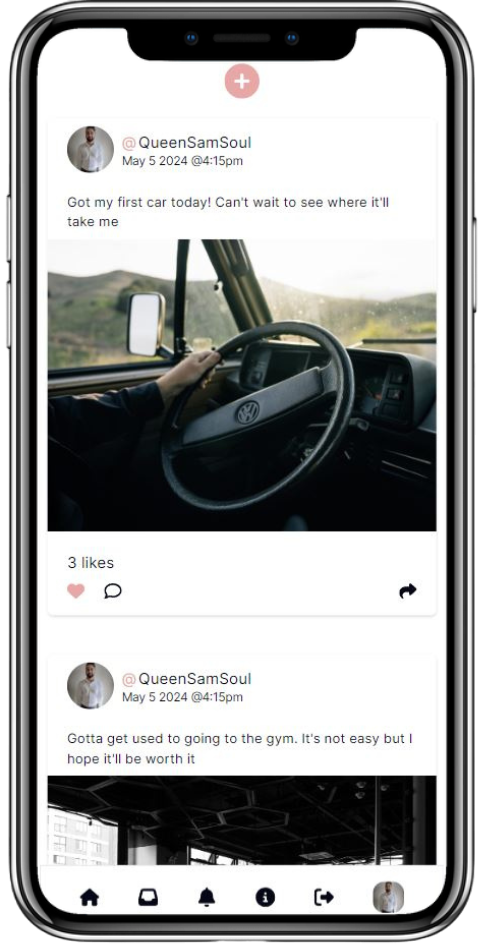 @QueenSamSoul
May 5 2024 @4:15pm
Got my first car today! Can't wait to see where it'll
take me
3 likes
@QueenSamSoul
May 5 2024 @4:15pm
Gotta get used to going to the gym. It's not easy but I
hope it'll be worth it